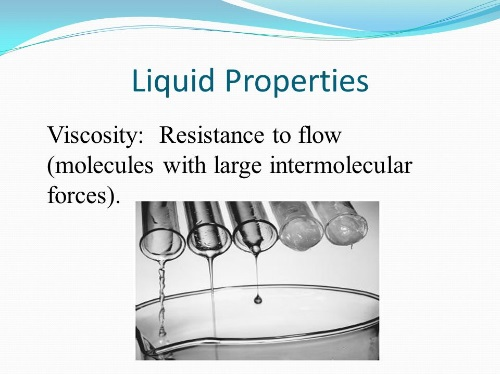 Liquid Properties
Viscosity: Resistance to flow
(molecules with large intermolecular
forces).